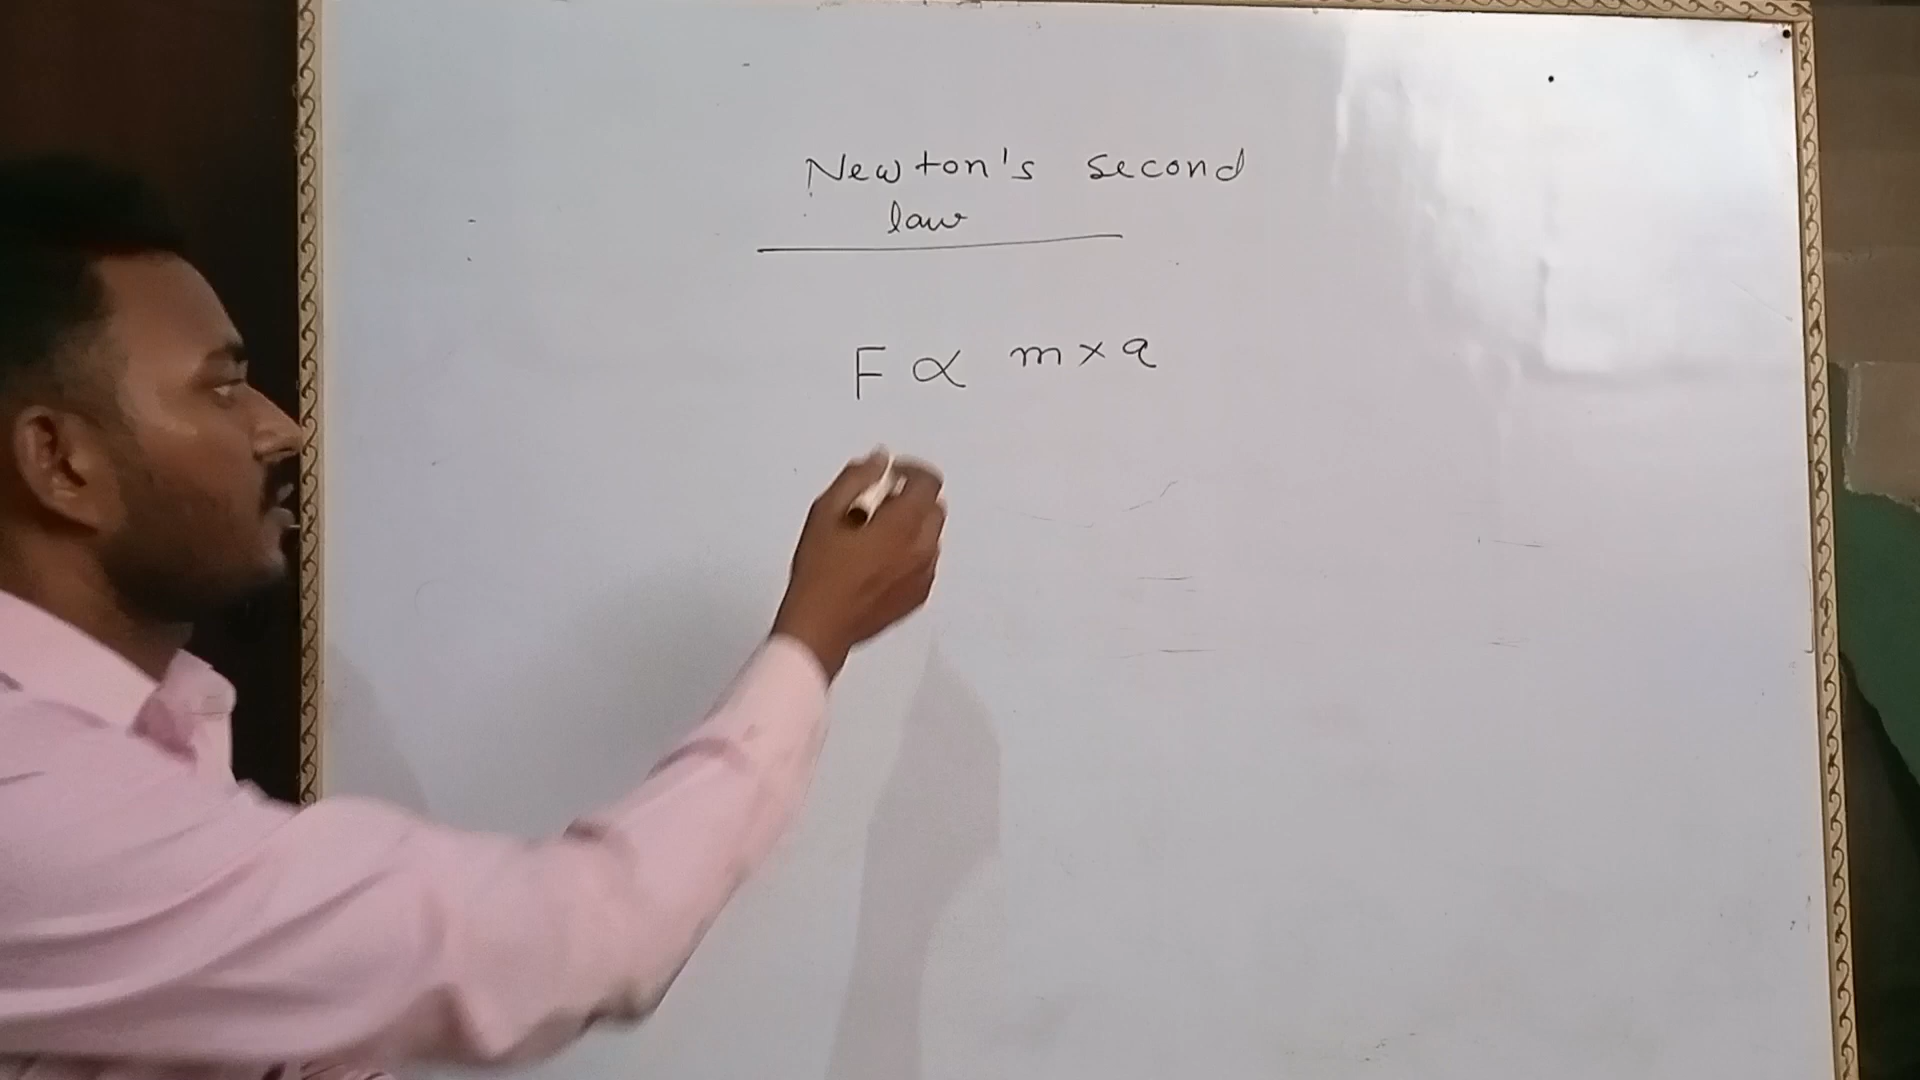 Newton's second
law
F ∝ m × a